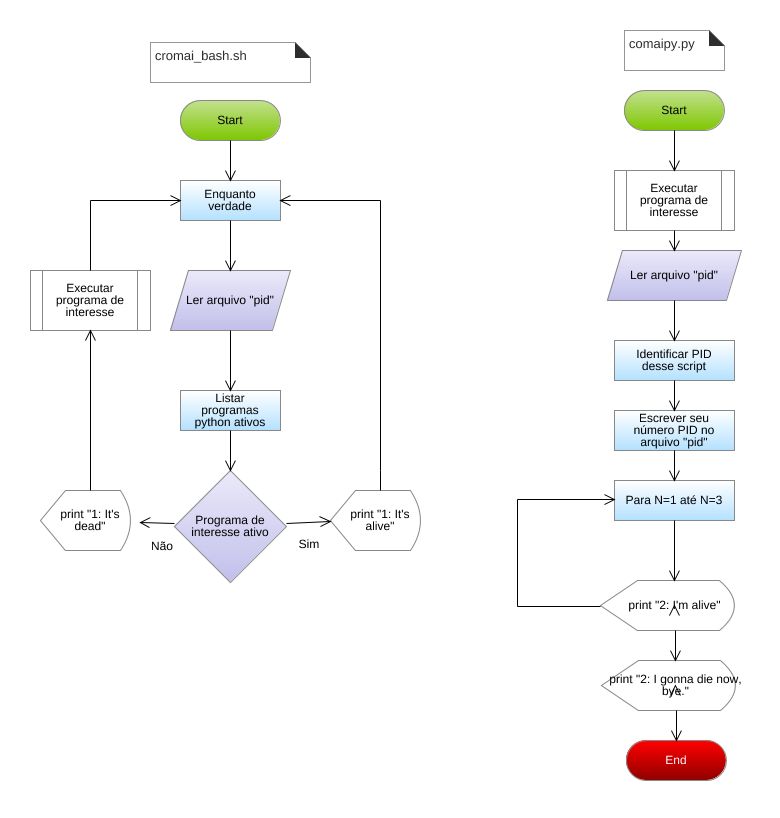 cromai_bash.sh
Start
Enquanto
verdade
Executar
programa de
interesse
Ler arquivo "pid"
Listar
programas
python ativos
print "1: It's
dead"
Não
Programa de
interesse ativo
Sim
print "1: It's
alive"
comaipy.py
Start
Executar
programa de
interesse
Ler arquivo "pid"
Identificar PID
desse script
Escrever seu
número PID no
arquivo "pid"
Para N=1 até N=3
print "2: I'm alive"
print "2: I gonna die now,
bye."
End